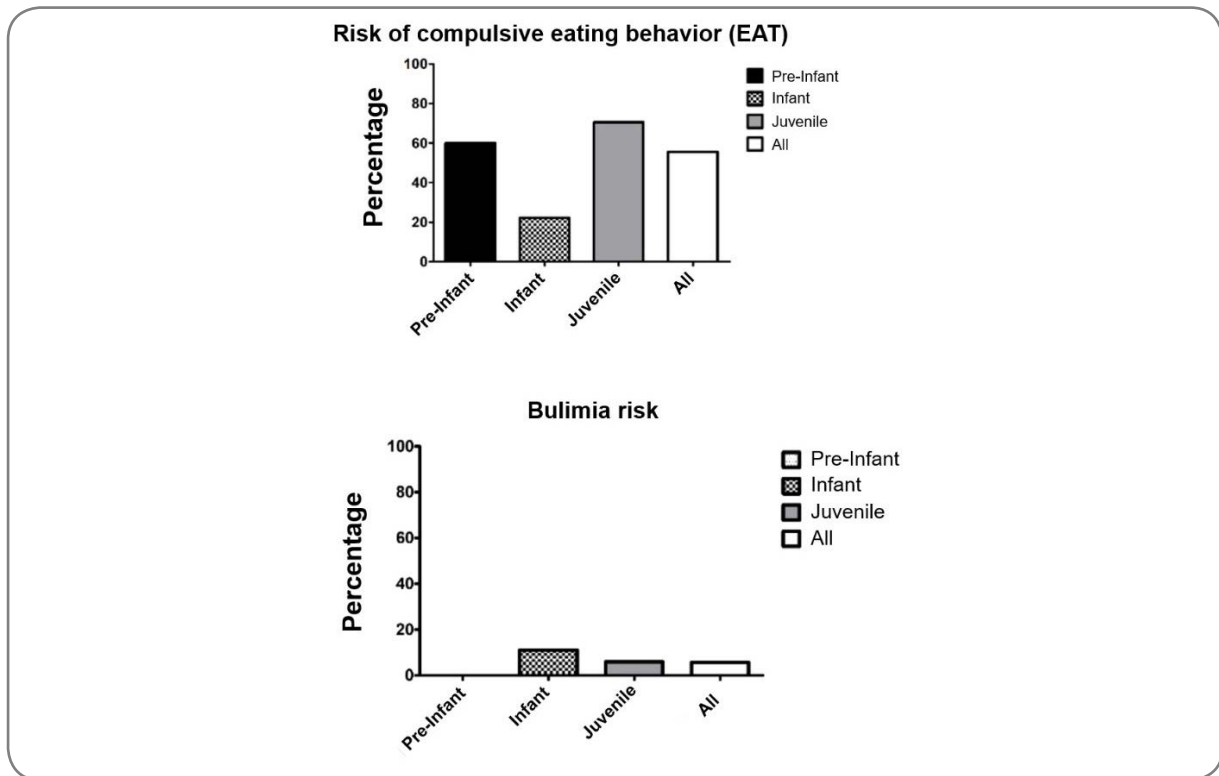 Risk of compulsive eating behavior (EAT)
Percentage
100
80
60
40
20
0
Pre-Infant
Infant
Juvenile
All
Pre-Infant
Infant
Juvenile
All
Bulimia risk
Percentage
100
80
60
40
20
0
Pre-Infant
Infant
Juvenile
All
Pre-Infant
Infant
Juvenile
All